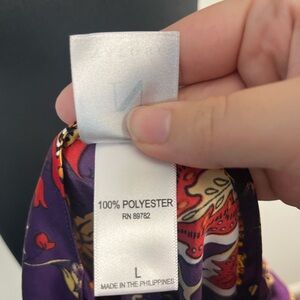 100% POLYESTER
RN 89782
L
MADE IN THE PHILIPPINES